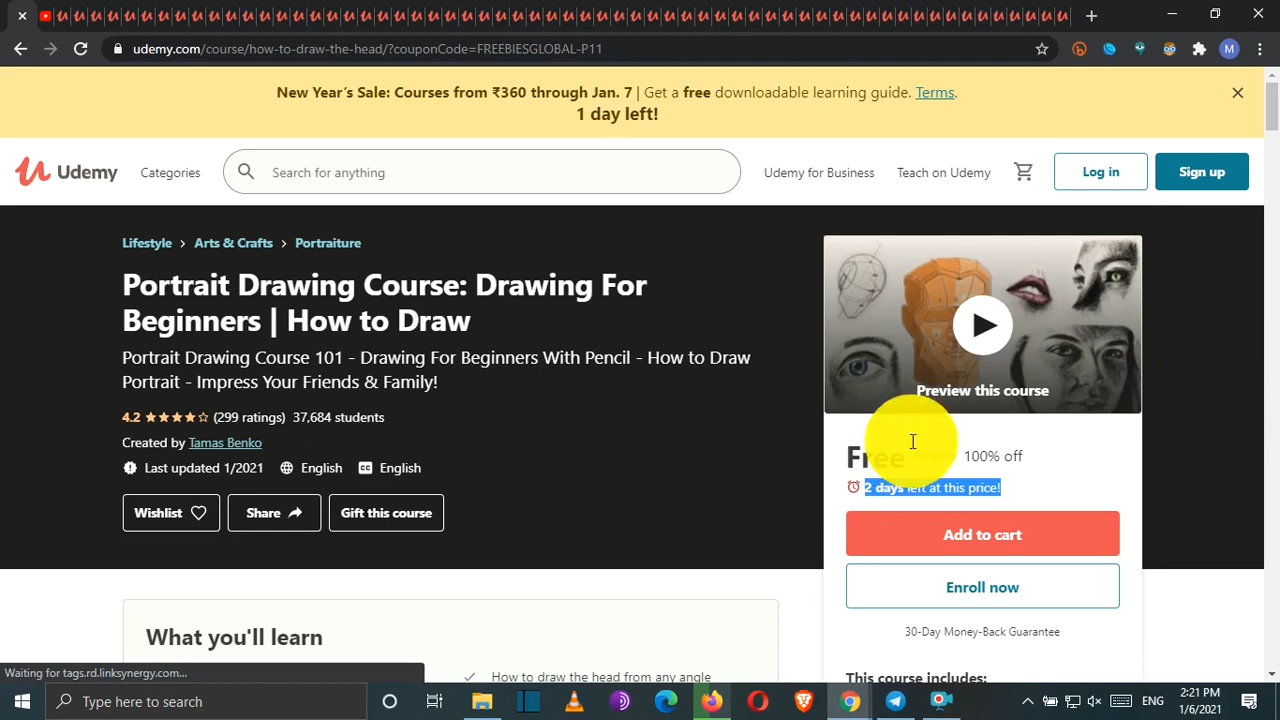 udemy.com/course/how-to-draw-the-head/?couponCode=FREEBIESGLOBAL-P11
M
New Year's Sale: Courses from ₹360 through Jan. 7 | Get a free downloadable learning guide. Terms.
1 day left!
Udemy
Categories
Search for anything
Udemy for Business
Teach on Udemy
Log in
Sign up
Lifestyle > Arts & Crafts > Portraiture
Portrait Drawing Course: Drawing For
Beginners | How to Draw
Portrait Drawing Course 101 - Drawing For Beginners With Pencil - How to Draw
Portrait - Impress Your Friends & Family!
4.2 (299 ratings) 37,684 students
Created by Tamas Benko
Last updated 1/2021 English English
Wishlist
Share
Gift this course
Preview this course
Free 100% off
2 days left at this price!
Add to cart
Enroll now
30-Day Money-Back Guarantee
This course includes:
What you'll learn
How to draw the head from any angle
Waiting for tags.rd.linksynergy.com...
Type here to search
ENG
2:21 PM
1/6/2021